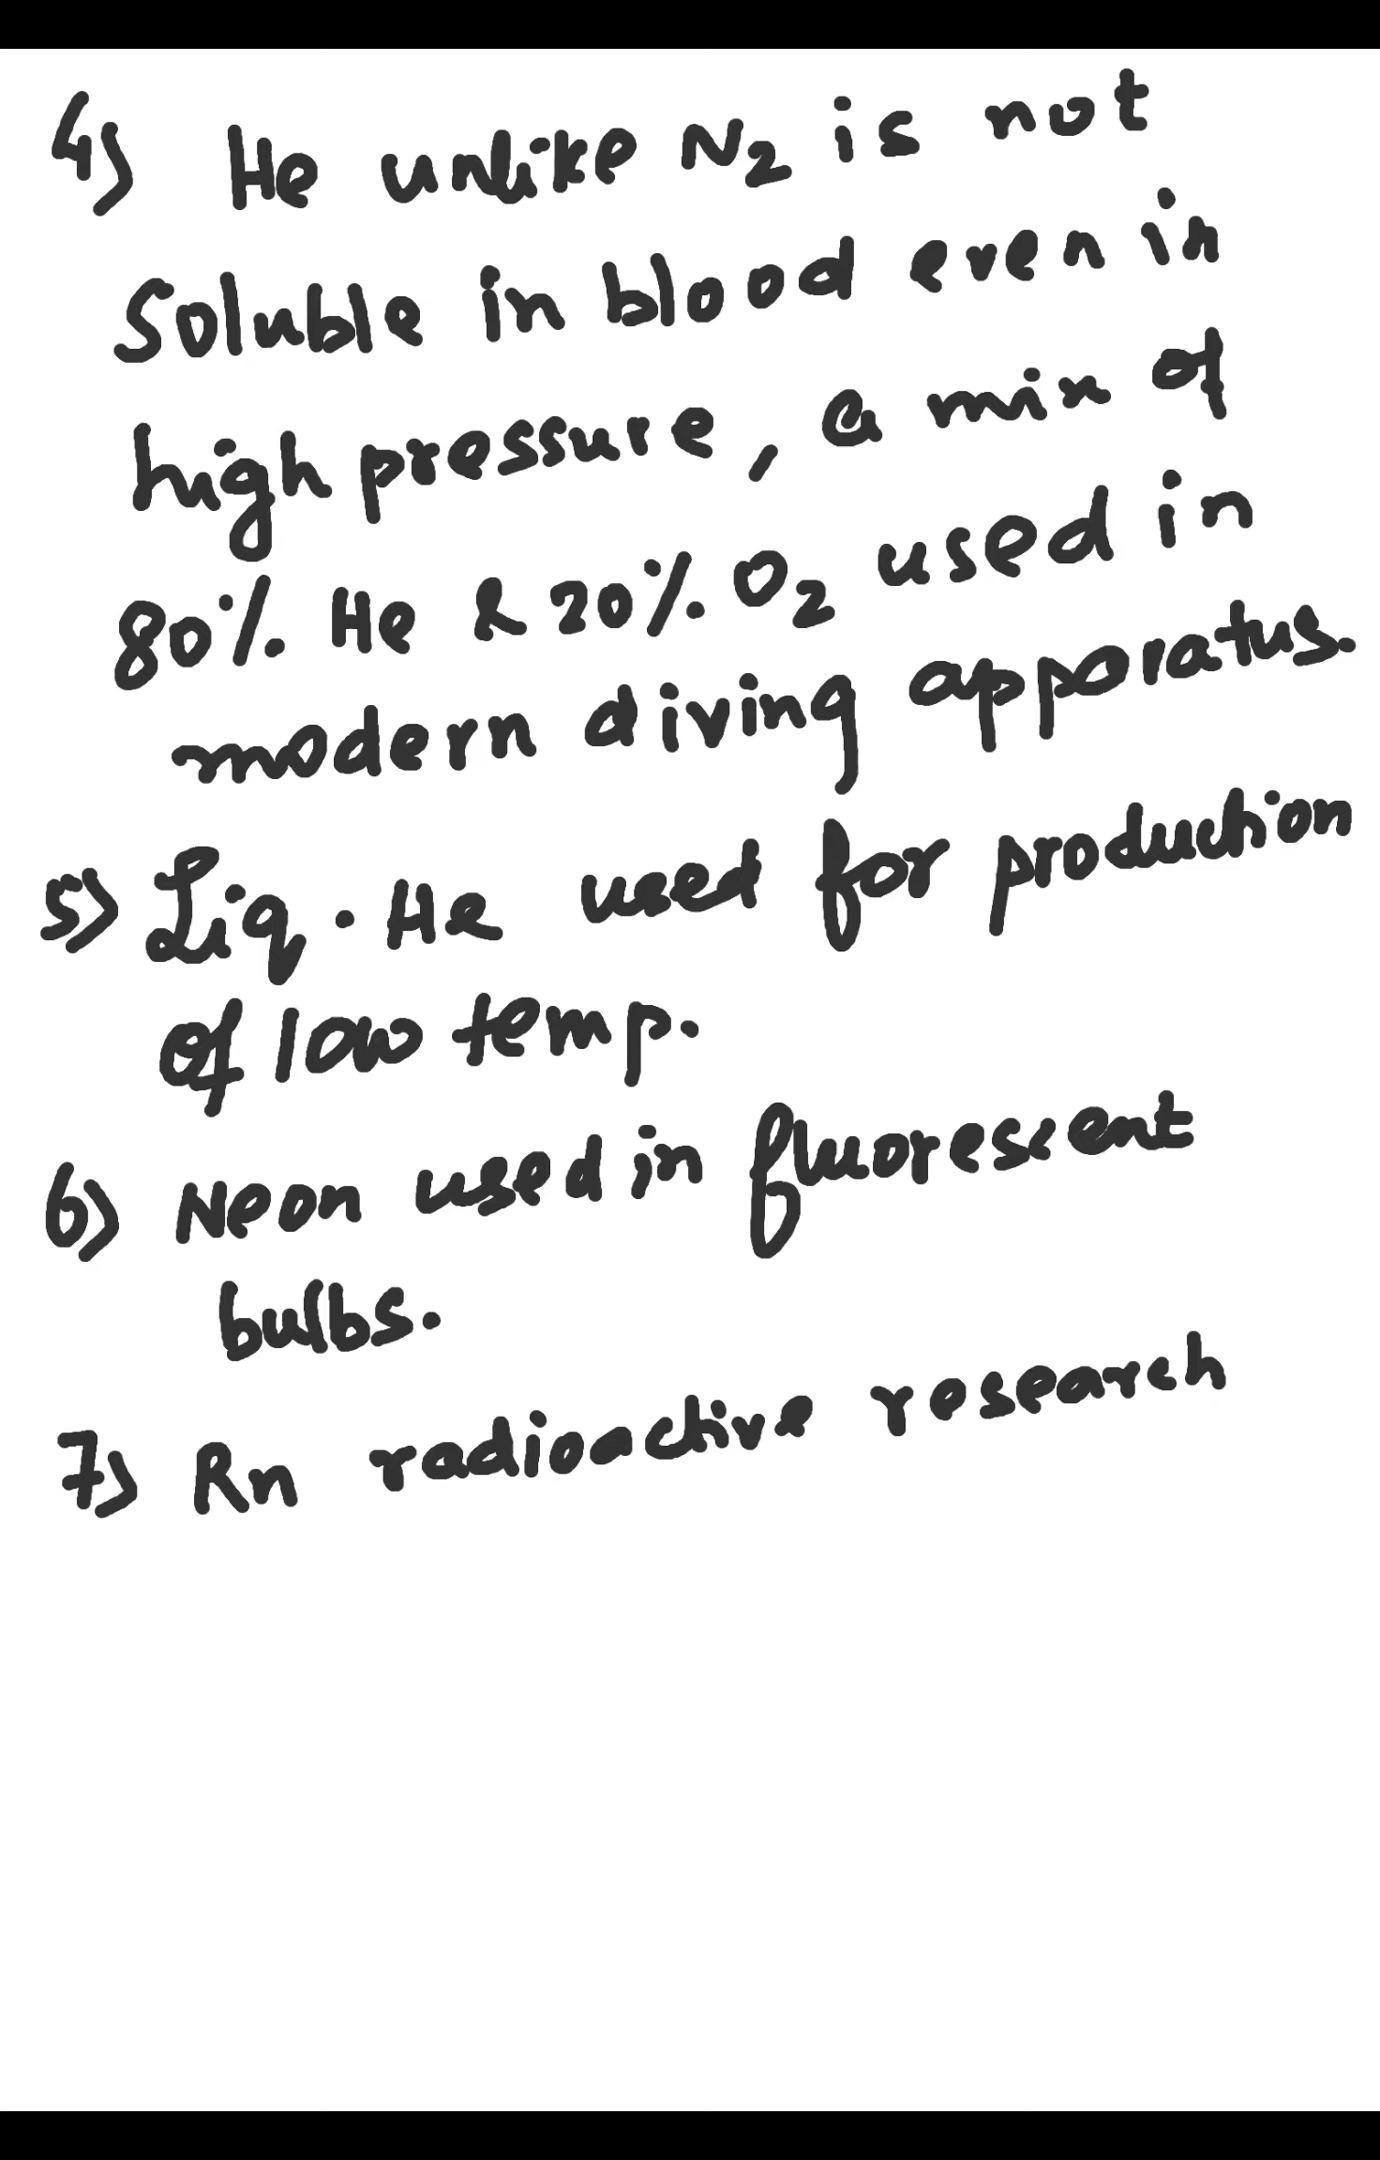 4) He unlike N₂ is not
Soluble in blood even in
high pressure, a mix of
80% He & 20% O₂ used in
modern diving apparatus.
5) Liq. He used for production
of low temp.
6) Neon used in fluorescent
bulbs.
7) Rn radioactive research